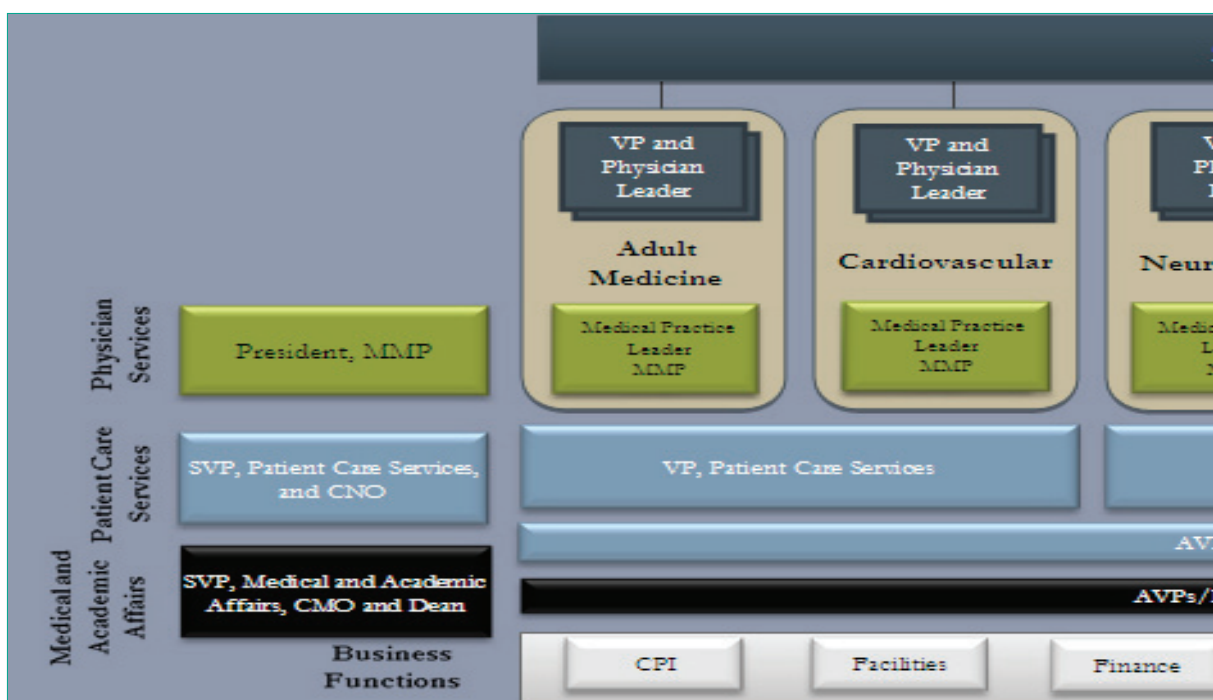 VP and
Physician
Leader
VP and
Physician
Leader
Adult
Medicine
Cardiovascular
Physician
Services
President, MMP
Medical Practice
Leader
MMP
Medical Practice
Leader
MMP
Patient Care
Services
SVP, Patient Care Services,
and CNO
VP, Patient Care Services
Medical and
Academic
Affairs
SVP, Medical and Academic
Affairs, CMO and Dean
AVPs/
Business
Functions
CPI
Facilities
Finance